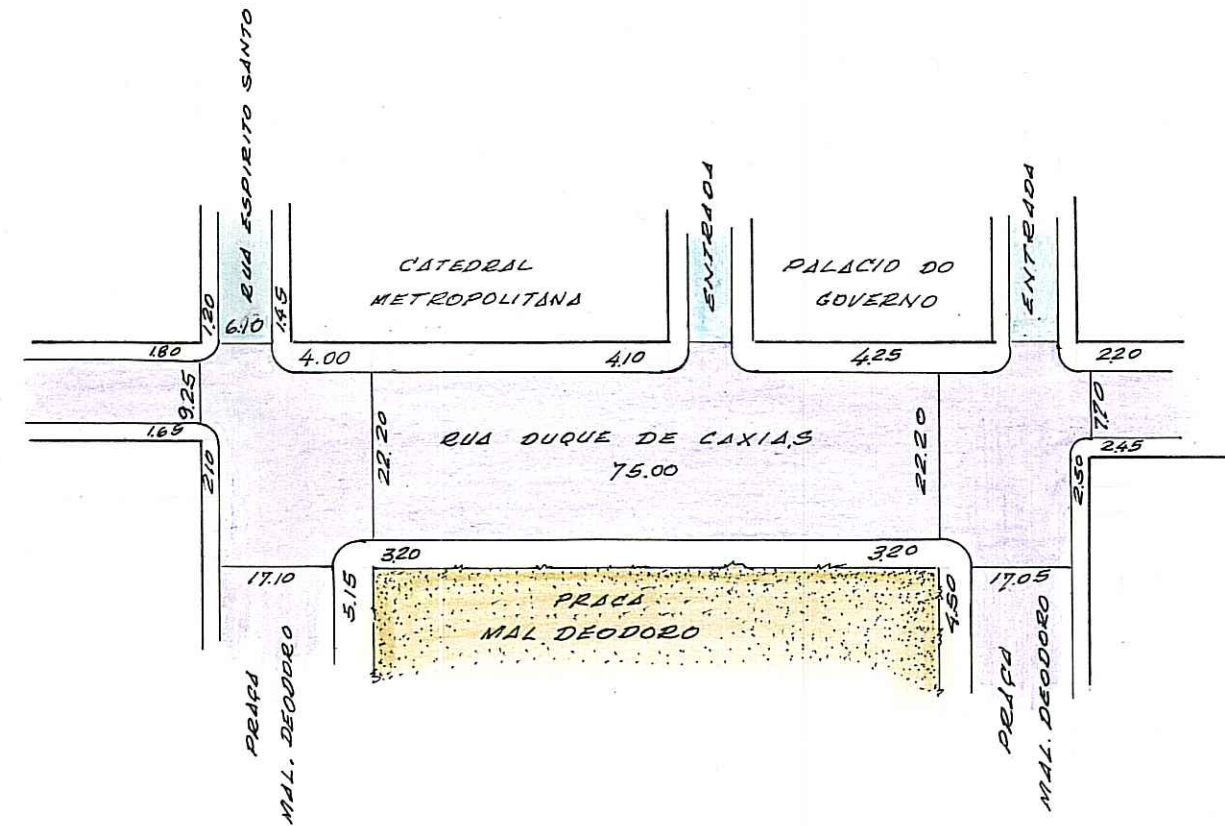 RUA ESPIRITO SANTO
ENTRADA
ENTRADA
CATEDRAL
METROPOLITANA
PALACIO DO
GOVERNO
1.20
6.10
1.45
1.80
4.00
4.10
4.25
2.20
9.25
22.20
RUA DUQUE DE CAXIAS
75.00
22.20
7.70
1.65
2.10
2.45
2.50
3.20
3.20
17.10
5.15
PRAÇA
MAL DEODORO
4.50
17.05
PRAÇA
MAL. DEODORO
PRAÇA
MAL. DEODORO